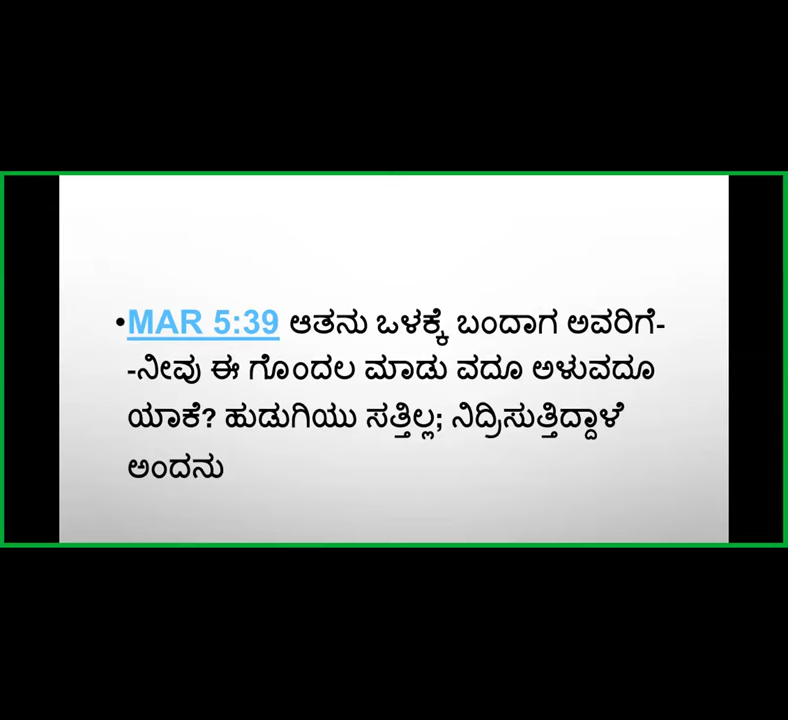 •MAR 5:39 ಆತನು ಒಳಕ್ಕೆ ಬಂದಾಗ ಅವರಿಗೆ-
-ನೀವು ಈ ಗೊಂದಲ ಮಾಡು ವದೂ ಅಳುವದೂ
ಯಾಕೆ? ಹುಡುಗಿಯು ಸತ್ತಿಲ್ಲ; ನಿದ್ರಿಸುತ್ತಿದ್ದಾಳೆ
ಅಂದನು